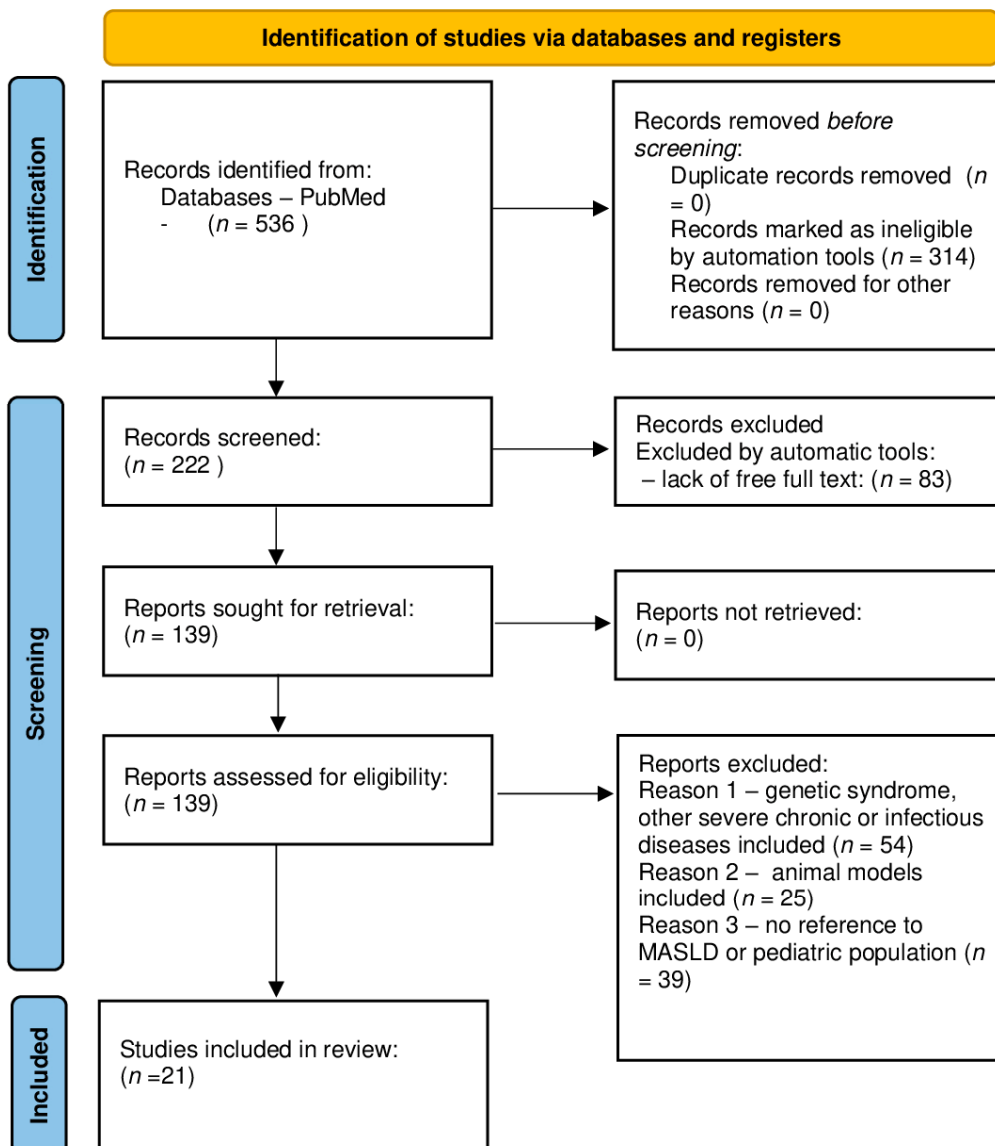 Identification of studies via databases and registers
Identification
Records identified from:
Databases – PubMed
- (n = 536 )
Records removed before
screening:
Duplicate records removed (n
= 0)
Records marked as ineligible
by automation tools (n = 314)
Records removed for other
reasons (n = 0)
Screening
Records screened:
(n = 222 )
Records excluded
Excluded by automatic tools:
– lack of free full text: (n = 83)
Reports sought for retrieval:
(n = 139)
Reports not retrieved:
(n = 0)
Reports assessed for eligibility:
(n = 139)
Reports excluded:
Reason 1 – genetic syndrome,
other severe chronic or infectious
diseases included (n = 54)
Reason 2 – animal models
included (n = 25)
Reason 3 – no reference to
MASLD or pediatric population (n
= 39)
Included
Studies included in review:
(n =21)